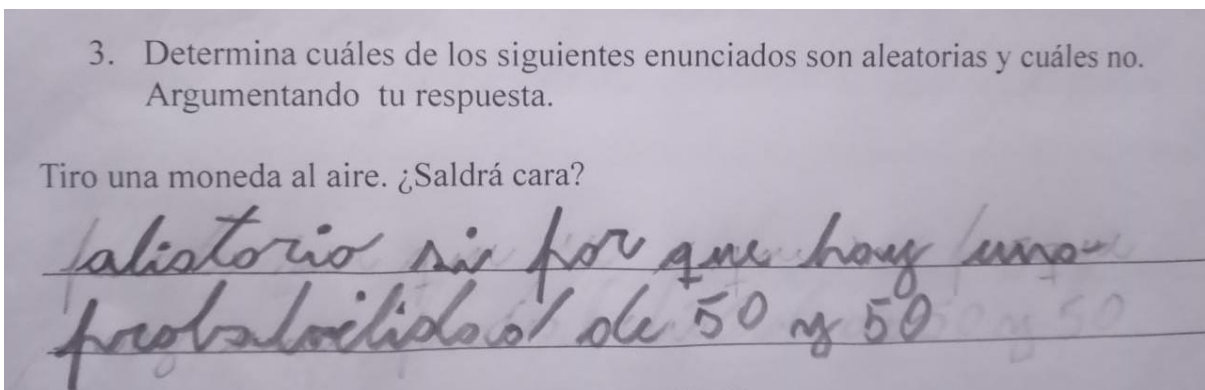 3. Determina cuáles de los siguientes enunciados son aleatorias y cuáles no.
Argumentando tu respuesta.
Tiro una moneda al aire. ¿Saldrá cara?
aliotorio si por que hay una
probabilidad de 50 y 50